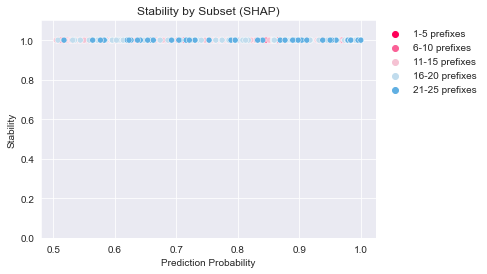 Stability by Subset (SHAP)
1.0
0.8
0.6
0.4
0.2
0.0
Stability
0.5 0.6 0.7 0.8 0.9 1.0
Prediction Probability
1-5 prefixes
6-10 prefixes
11-15 prefixes
16-20 prefixes
21-25 prefixes